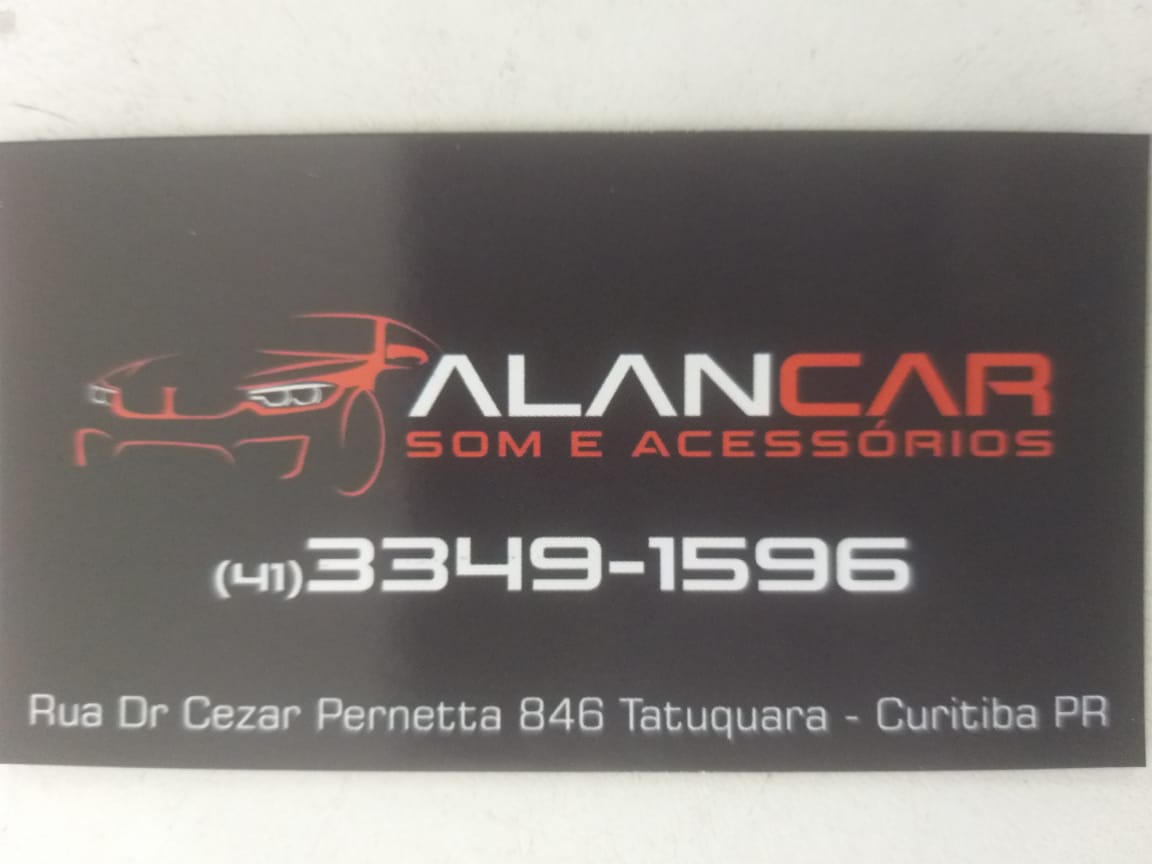 ALANCAR
SOM E ACESSÓRIOS
(41)3349-1596
Rua Dr Cezar Pernetta 846 Tatuquara - Curitiba PR